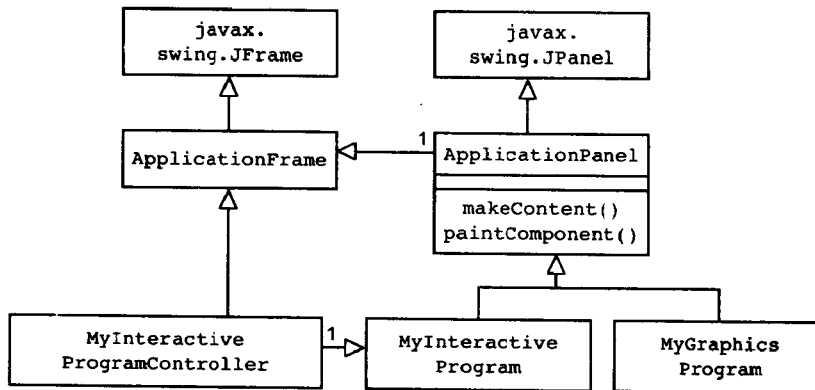 javax.
swing.JFrame
javax.
swing.JPanel
ApplicationFrame
1
ApplicationPanel
makeContent()
paintComponent()
MyInteractive
ProgramController
1
MyInteractive
Program
MyGraphics
Program